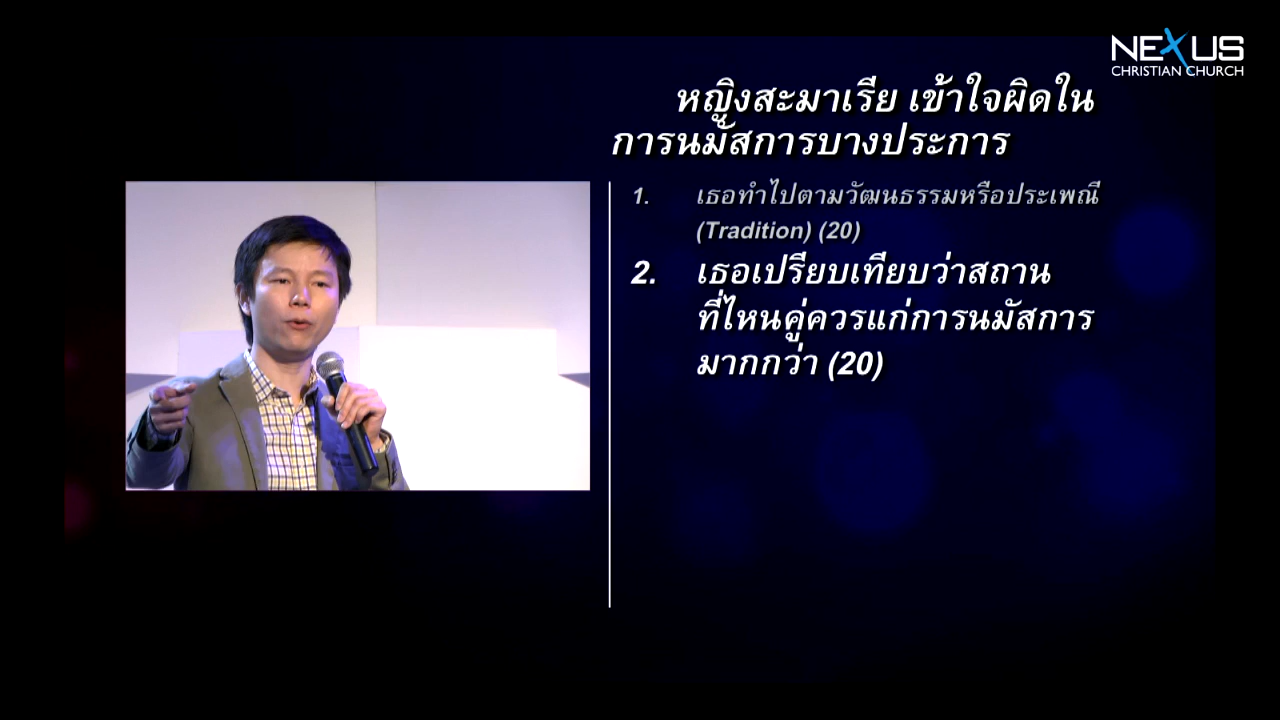 NEXUS
CHRISTIAN CHURCH
หญิงสะมาเรีย เข้าใจผิดใน
การนมัสการบางประการ
1. เธอทำไปตามวัฒนธรรมหรือประเพณี
(Tradition) (20)
2. เธอเปรียบเทียบว่าสถาน
ที่ไหนคู่ควรแก่การนมัสการ
มากกว่า (20)